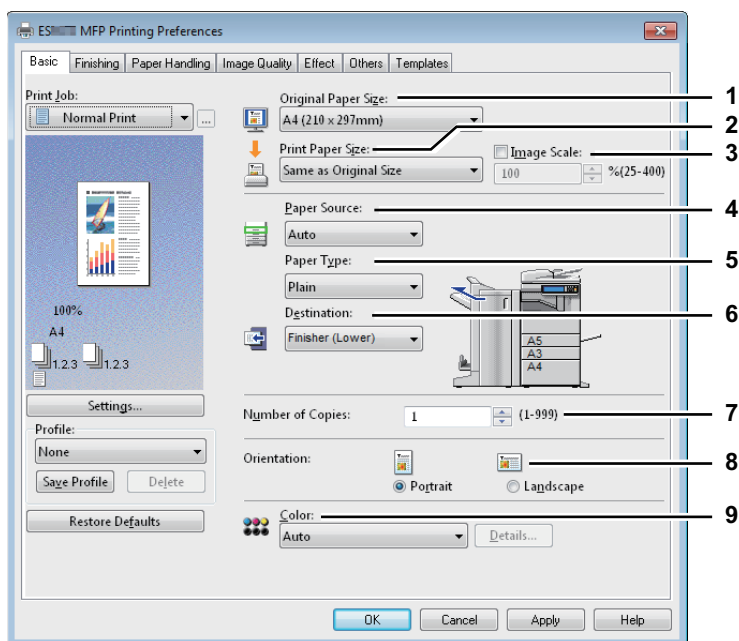 ES MFP Printing Preferences
Basic Finishing Paper Handling Image Quality Effect Others Templates
Print Job:
Normal Print ...
100%
A4
1.2.3 1.2.3
Settings...
Profile:
None
Save Profile Delete
Restore Defaults
Original Paper Size: 1
A4 (210 x 297mm)
Print Paper Size: 2
Same as Original Size
Image Scale: 3
100 %(25-400)
Paper Source: 4
Auto
Paper Type: 5
Plain
Destination: 6
Finisher (Lower)
A5
A3
A4
Number of Copies: 1 (1-999) 7
Orientation: 8
Portrait Landscape
Color: 9
Auto Details...
OK Cancel Apply Help